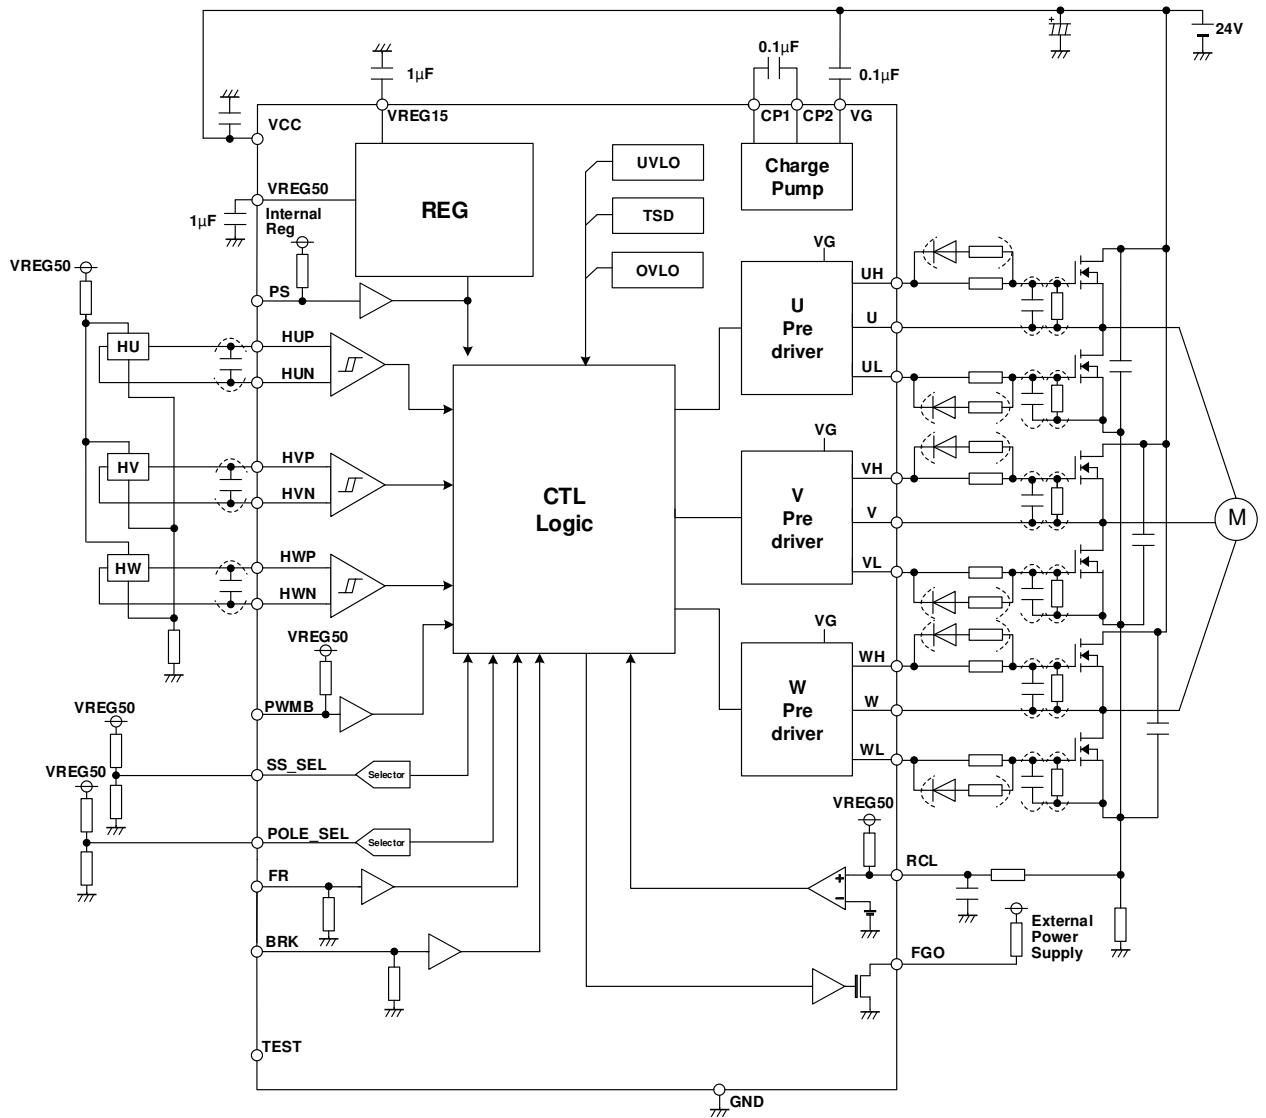 24V
0.1µF
1µF
0.1µF
VCC
VREG15
CP1
CP2
VG
REG
UVLO
Charge
Pump
VREG50
1µF
Internal
Reg
TSD
VREG50
OVLO
VG
PS
U
Pre
driver
UH
U
UL
HU
HUP
HUN
HV
HVP
HVN
CTL
Logic
VG
V
Pre
driver
VH
V
VL
M
HW
HWP
HWN
VREG50
VG
W
Pre
driver
WH
W
WL
PWMB
VREG50
SS_SEL
Selector
VREG50
POLE_SEL
Selector
VREG50
FR
+
−
RCL
BRK
External
Power
Supply
FGO
TEST
GND